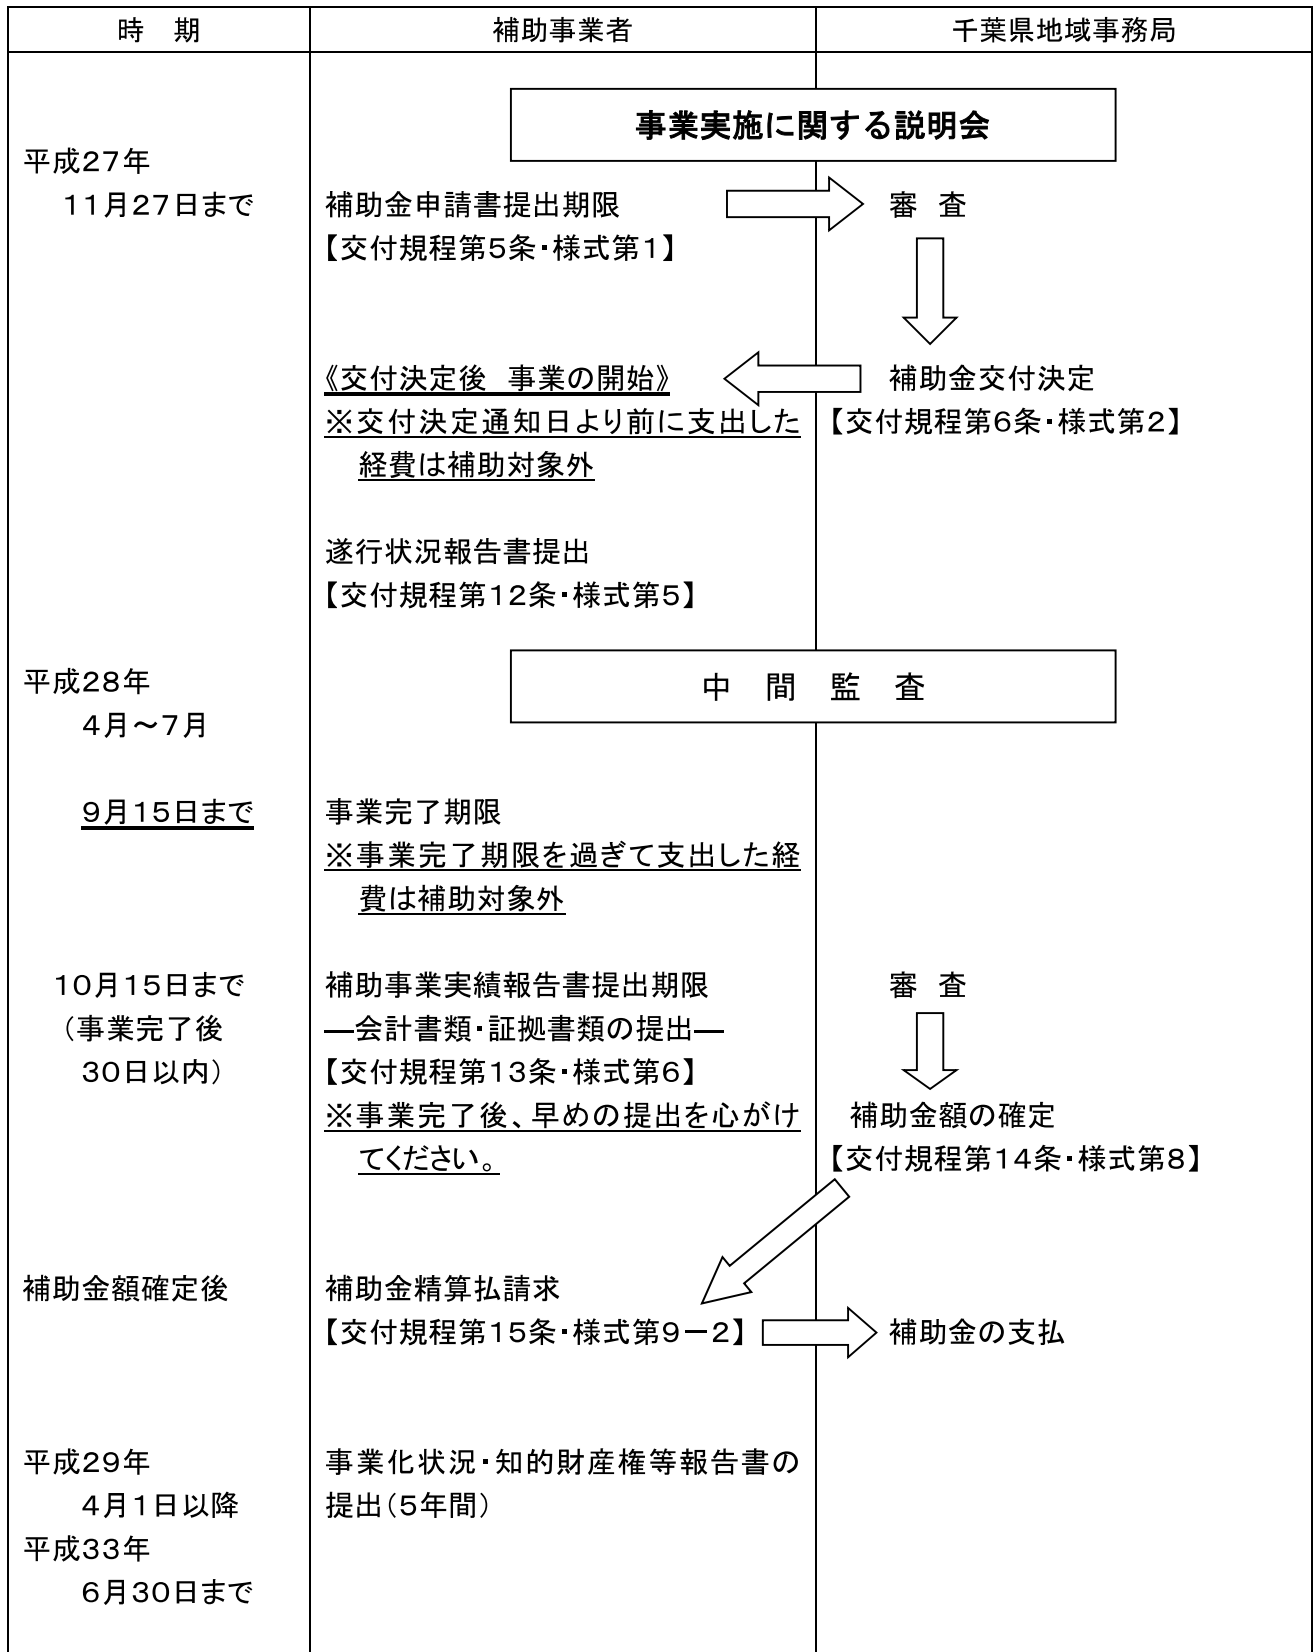 時　期　補助事業者　千葉県地域事務局
事業実施に関する説明会
平成27年
11月27日まで　補助金申請書提出期限　審　査
【交付規程第5条・様式第1】
《交付決定後　事業の開始》　補助金交付決定
※交付決定通知日より前に支出した　【交付規程第6条・様式第2】
経費は補助対象外
遂行状況報告書提出
【交付規程第12条・様式第5】
平成28年　中　間　監　査
4月～7月
9月15日まで　事業完了期限
※事業完了期限を過ぎて支出した経
費は補助対象外
10月15日まで　補助事業実績報告書提出期限　審　査
（事業完了後　―会計書類・証拠書類の提出―
30日以内）　【交付規程第13条・様式第6】
※事業完了後、早めの提出を心がけ　補助金額の確定
てください。　【交付規程第14条・様式第8】
補助金額確定後　補助金精算払請求
【交付規程第15条・様式第9－2】　補助金の支払
平成29年　事業化状況・知的財産権等報告書の
4月1日以降　提出（5年間）
平成33年
6月30日まで